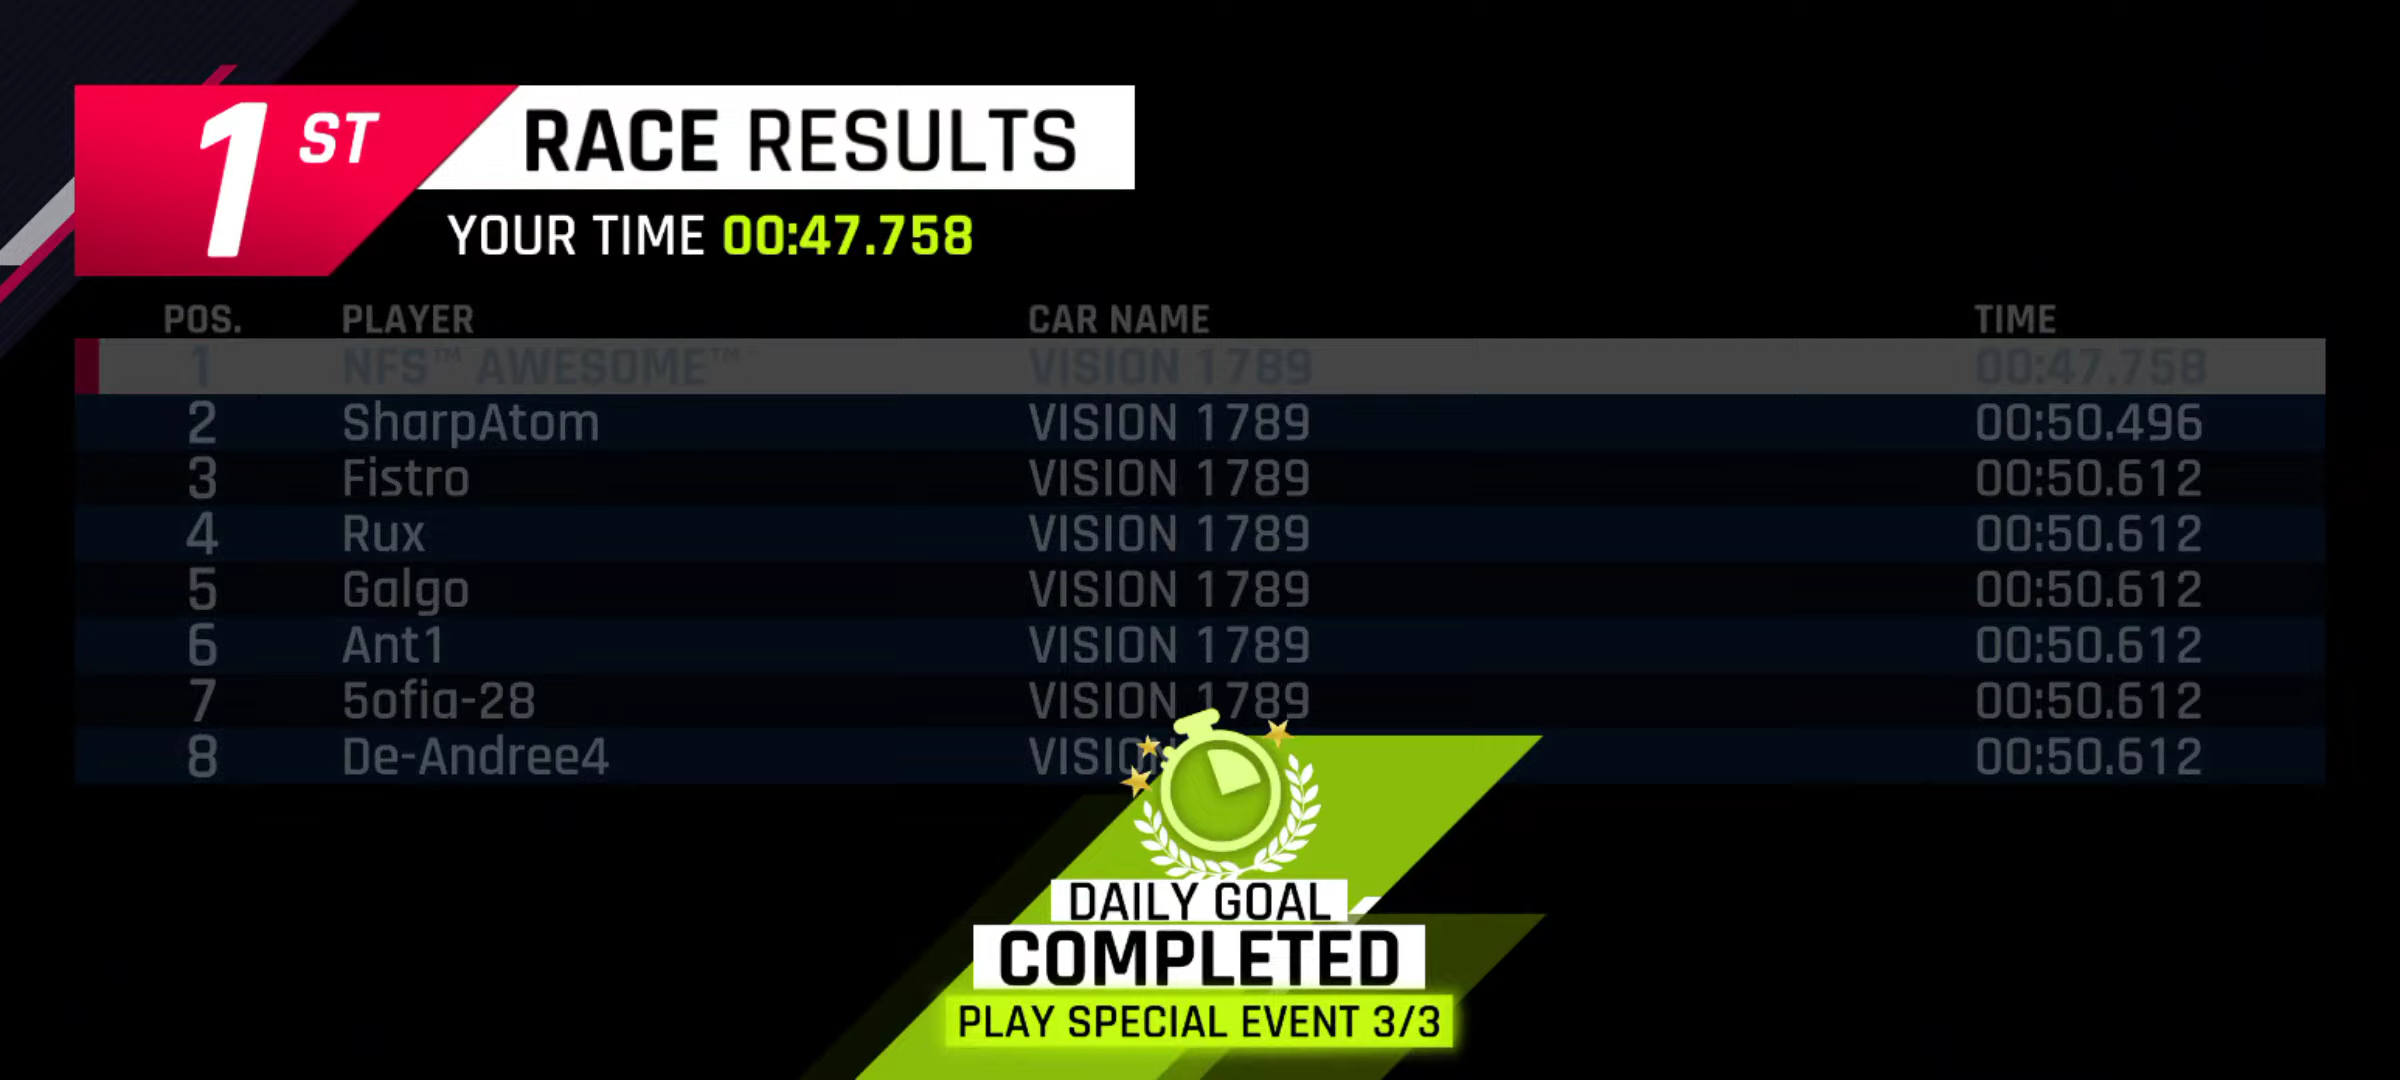 1ST RACE RESULTS
YOUR TIME 00:47.758
POS. PLAYER CAR NAME TIME
1 NFS™ AWESOME™ VISION 1789 00:47.758
2 SharpAtom VISION 1789 00:50.496
3 Fistro VISION 1789 00:50.612
4 Rux VISION 1789 00:50.612
5 Galgo VISION 1789 00:50.612
6 Ant1 VISION 1789 00:50.612
7 5ofia-28 VISION 1789 00:50.612
8 De-Andree4 VISIO 00:50.612
DAILY GOAL
COMPLETED
PLAY SPECIAL EVENT 3/3